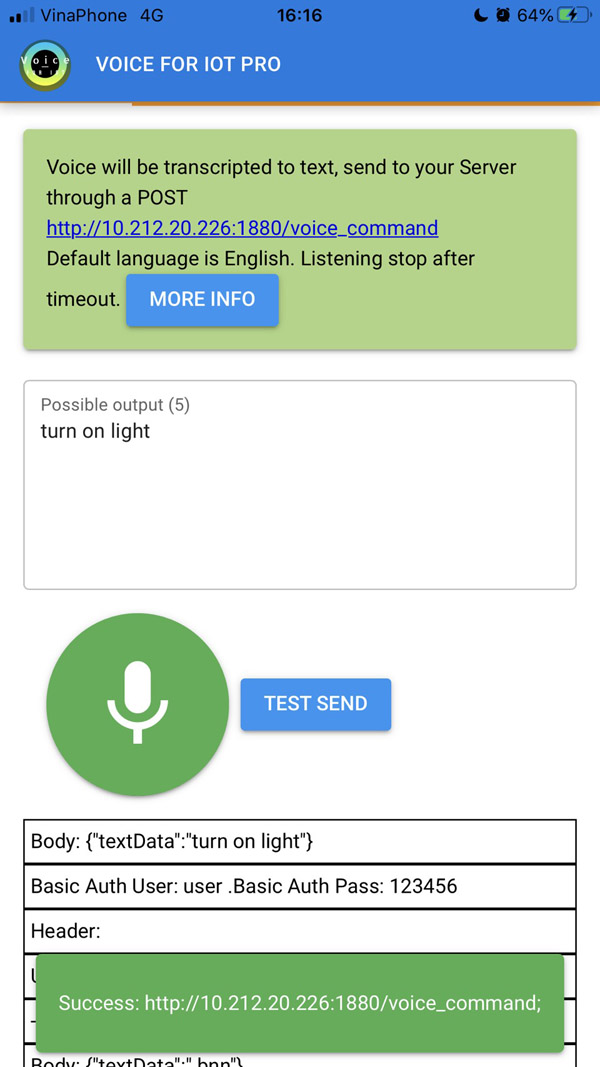 VinaPhone 4G 16:16 64%
Voice
VOICE FOR IOT PRO
Voice will be transcripted to text, send to your Server
through a POST
http://10.212.20.226:1880/voice_command
Default language is English. Listening stop after
timeout. MORE INFO
Possible output (5)
turn on light
TEST SEND
Body: {"textData":"turn on light"}
Basic Auth User: user .Basic Auth Pass: 123456
Header:
Success: http://10.212.20.226:1880/voice_command;
Body: {"textData":" bnn"}